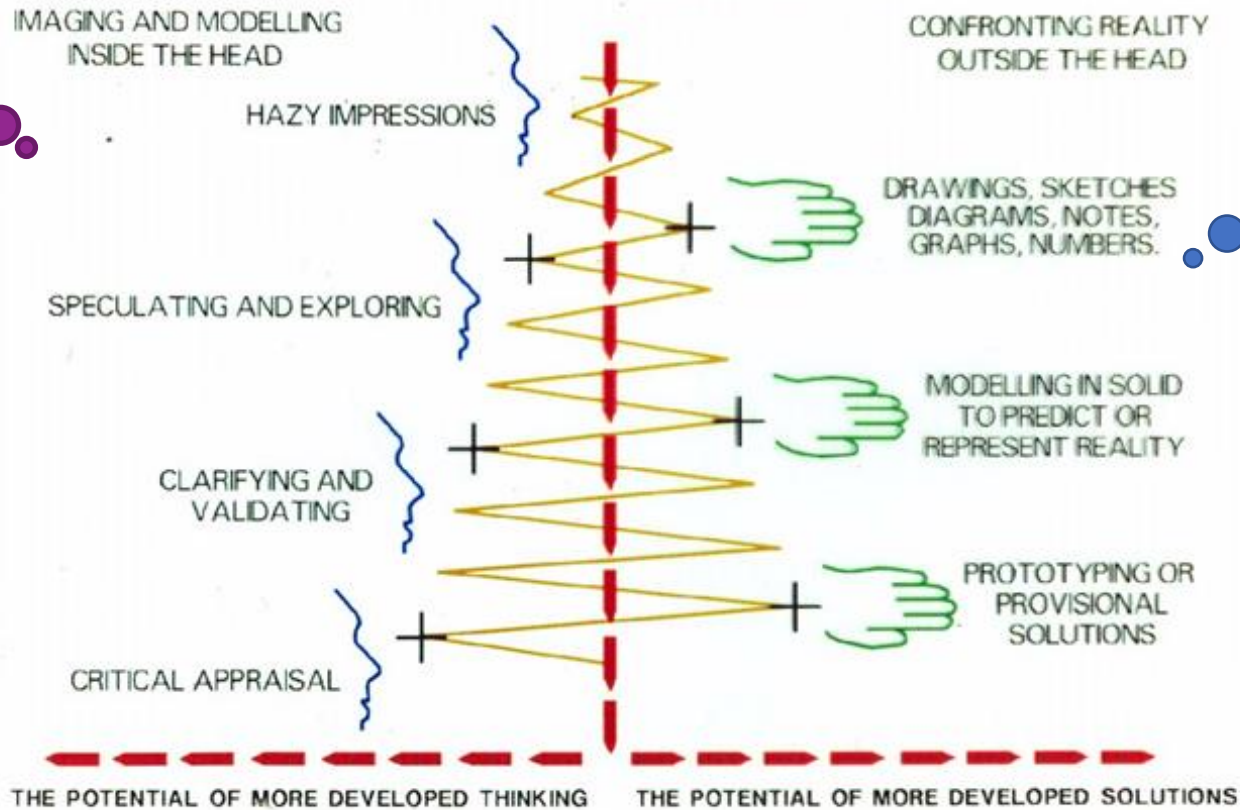 IMAGING AND MODELLING
INSIDE THE HEAD
CONFRONTING REALITY
OUTSIDE THE HEAD
HAZY IMPRESSIONS
DRAWINGS, SKETCHES
DIAGRAMS, NOTES,
GRAPHS, NUMBERS.
SPECULATING AND EXPLORING
MODELLING IN SOLID
TO PREDICT OR
REPRESENT REALITY
CLARIFYING AND
VALIDATING
PROTOTYPING OR
PROVISIONAL
SOLUTIONS
CRITICAL APPRAISAL
THE POTENTIAL OF MORE DEVELOPED THINKING
THE POTENTIAL OF MORE DEVELOPED SOLUTIONS